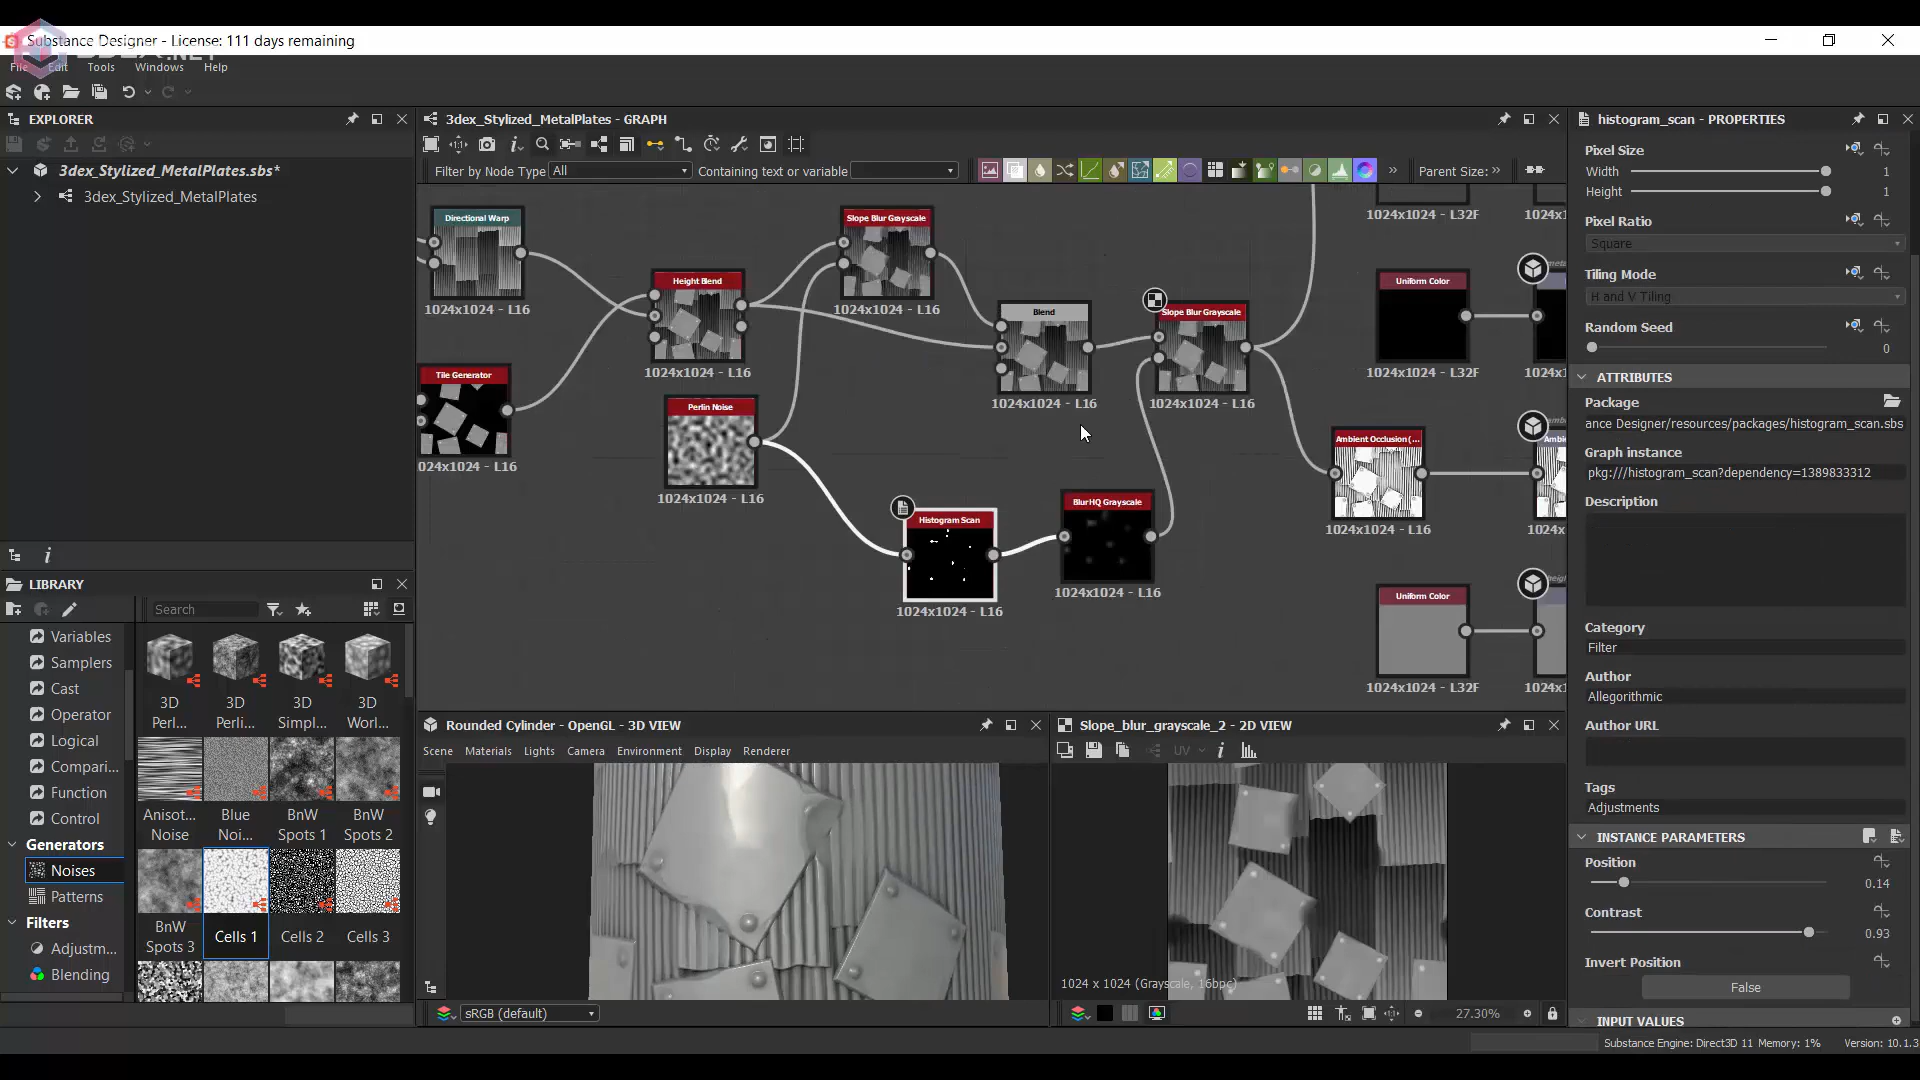 Substance Designer - License: 111 days remaining
File Edit Tools Windows Help
EXPLORER
3dex_Stylized_MetalPlates.sbs*
3dex_Stylized_MetalPlates
LIBRARY
Search
Variables
Samplers
Cast
Operator
Logical
Compari...
Function
Control
Generators
Noises
Patterns
Filters
Adjustm...
Blending
3D Perl...
3D Perli...
3D Simpl...
3D Worl...
Anisot... Noise
Blue Noi...
BnW Spots 1
BnW Spots 2
BnW Spots 3
Cells 1
Cells 2
Cells 3
3dex_Stylized_MetalPlates - GRAPH
Filter by Node Type All Containing text or variable
Parent Size:
Directional Warp
1024x1024 - L16
Tile Generator
024x1024 - L16
Height Blend
1024x1024 - L16
Perlin Noise
1024x1024 - L16
Slope Blur Grayscale
1024x1024 - L16
Histogram Scan
1024x1024 - L16
Blend
1024x1024 - L16
BlurHQ Grayscale
1024x1024 - L16
Slope Blur Grayscale
1024x1024 - L16
1024x1024 - L32F
1024x1
Uniform Color
1024x1024 - L32F
1024x1
Ambient Occlusion (...
1024x1024 - L16
Ambi
1024x1
Uniform Color
1024x1024 - L32F
1024x1
Rounded Cylinder - OpenGL - 3D VIEW
Scene Materials Lights Camera Environment Display Renderer
sRGB (default)
Slope_blur_grayscale_2 - 2D VIEW
UV
1024 x 1024 (Grayscale, 16bpc)
27.30%
histogram_scan - PROPERTIES
Pixel Size
Width 1
Height 1
Pixel Ratio
Square
Tiling Mode
H and V Tiling
Random Seed
0
ATTRIBUTES
Package
ance Designer/resources/packages/histogram_scan.sbs
Graph instance
pkg:///histogram_scan?dependency=1389833312
Description
Category
Filter
Author
Allegorithmic
Author URL
Tags
Adjustments
INSTANCE PARAMETERS
Position
0.14
Contrast
0.93
Invert Position
False
INPUT VALUES
Substance Engine: Direct3D 11 Memory: 1% Version: 10.1.3